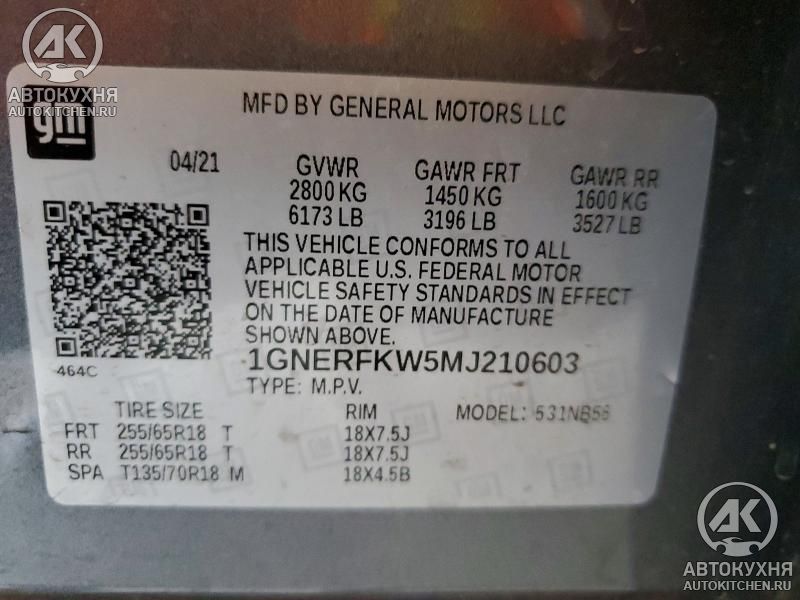 AK
АВТОКУХНЯ
AUTOKITCHEN.RU
gm
MFD BY GENERAL MOTORS LLC
04/21 GVWR GAWR FRT GAWR RR
2800 KG 1450 KG 1600 KG
6173 LB 3196 LB 3527 LB
THIS VEHICLE CONFORMS TO ALL
APPLICABLE U.S. FEDERAL MOTOR
VEHICLE SAFETY STANDARDS IN EFFECT
ON THE DATE OF MANUFACTURE
SHOWN ABOVE.
464C
1GNERFKW5MJ210603
TYPE: M.P.V.
TIRE SIZE RIM MODEL: 531NB56
FRT 255/65R18 T 18X7.5J
RR 255/65R18 T 18X7.5J
SPA T135/70R18 M 18X4.5B
AK
АВТОКУХНЯ
AUTOKITCHEN.RU